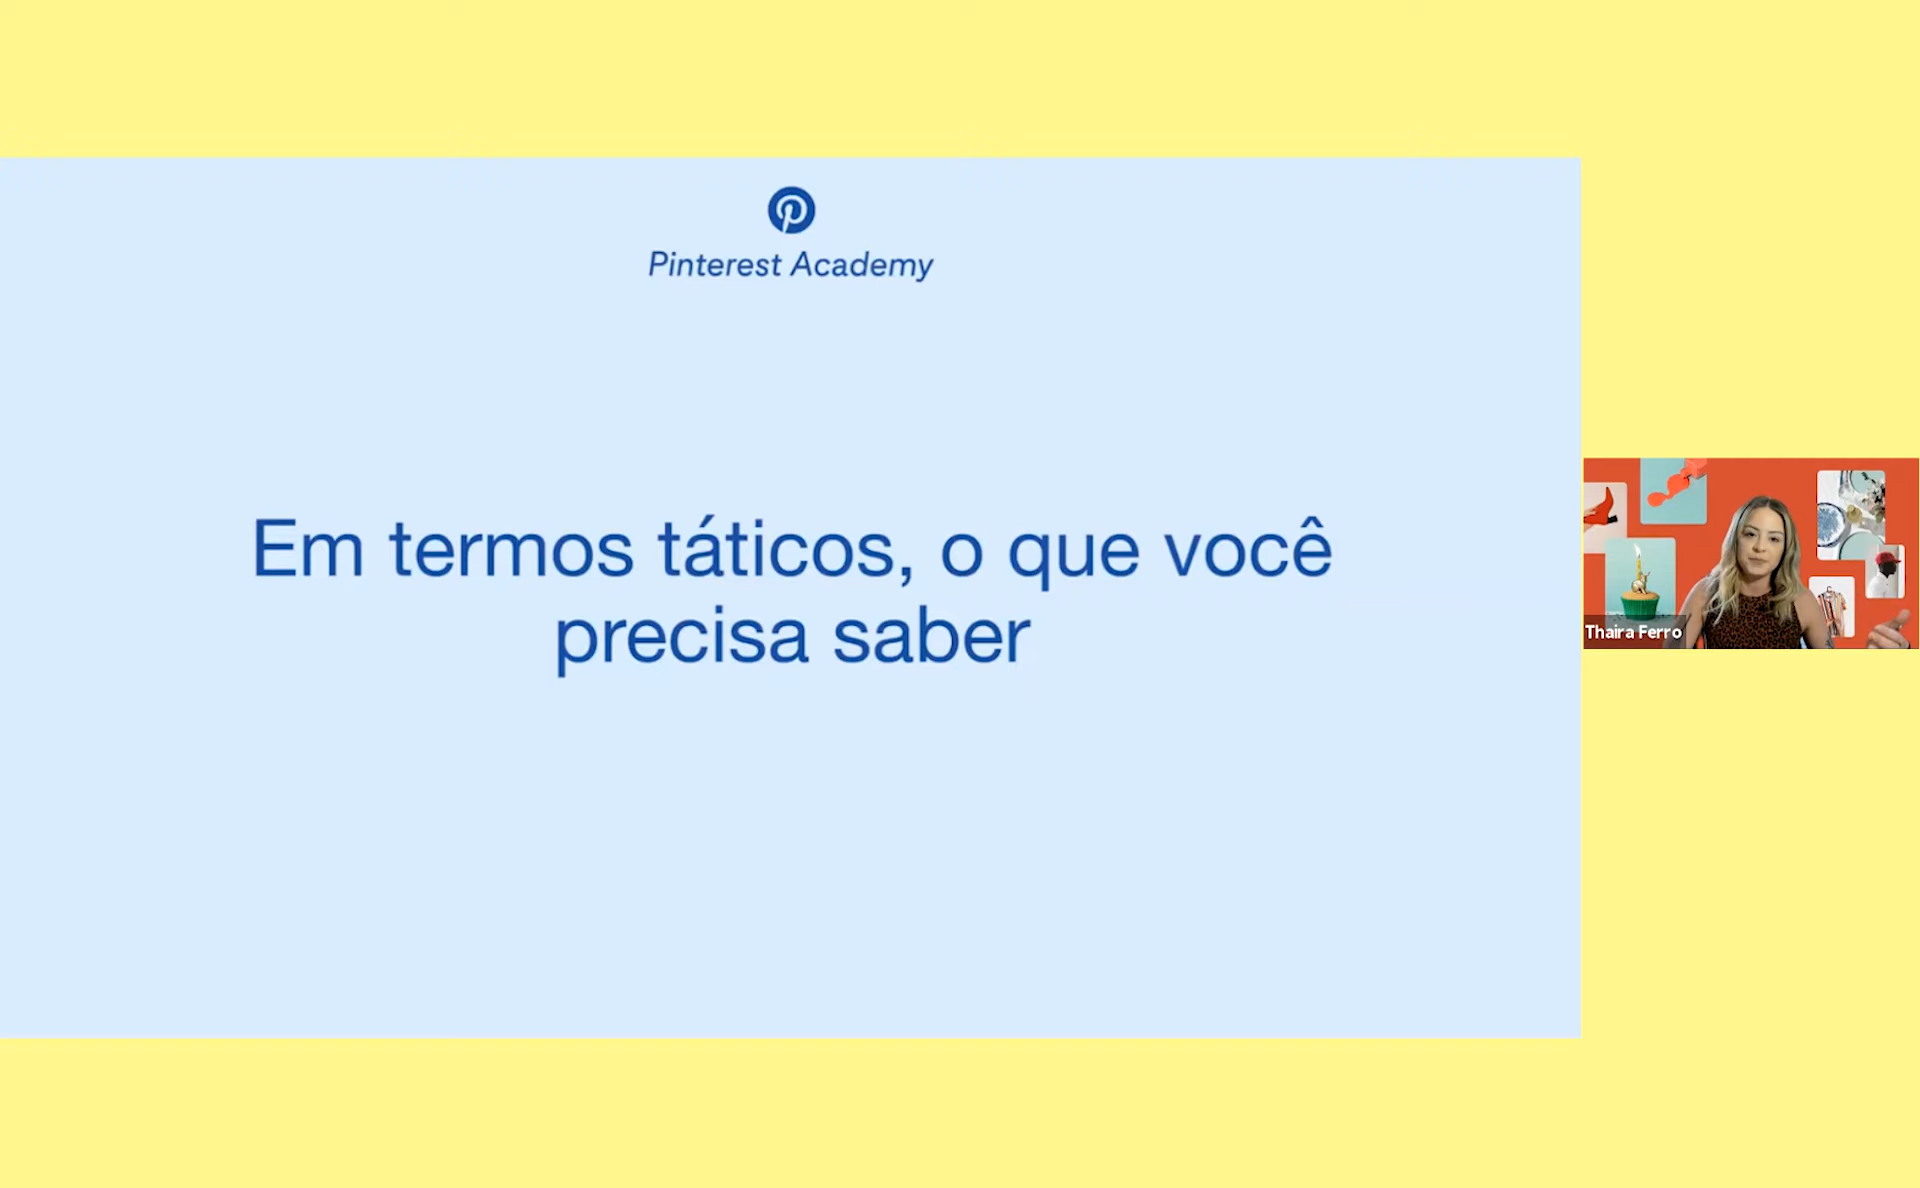 Pinterest Academy
Em termos táticos, o que você
precisa saber
Thaira Ferro